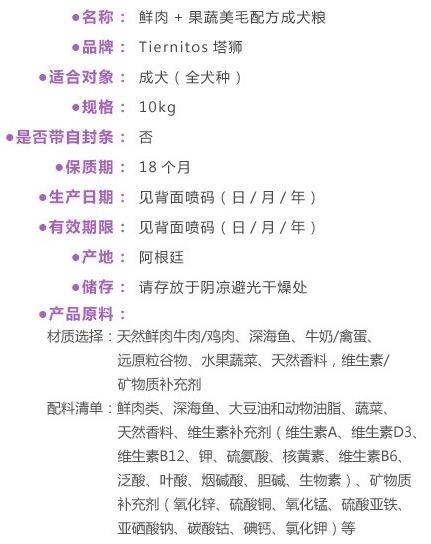 ●名称： 鲜肉 + 果蔬美毛配方成犬粮
●品牌： Tiernitos 塔狮
●适合对象： 成犬（全犬种）
●规格： 10kg
●是否带自封条： 否
●保质期： 18 个月
●生产日期： 见背面喷码（日 / 月 / 年）
●有效期限： 见背面喷码（日 / 月 / 年）
●产地： 阿根廷
●储存： 请存放于阴凉避光干燥处
●产品原料：
材质选择：天然鲜肉牛肉/鸡肉、深海鱼、牛奶/禽蛋、
远原粒谷物、水果蔬菜、天然香料，维生素/
矿物质补充剂
配料清单：鲜肉类、深海鱼、大豆油和动物油脂、蔬菜、
天然香料、维生素补充剂（维生素A、维生素D3、
维生素B12、钾、硫氨酸、核黄素、维生素B6、
泛酸、叶酸、烟碱酸、胆碱、生物素）、矿物质
补充剂（氧化锌、硫酸铜、氧化锰、硫酸亚铁、
亚硒酸钠、碳酸钴、碘钙、氯化钾）等